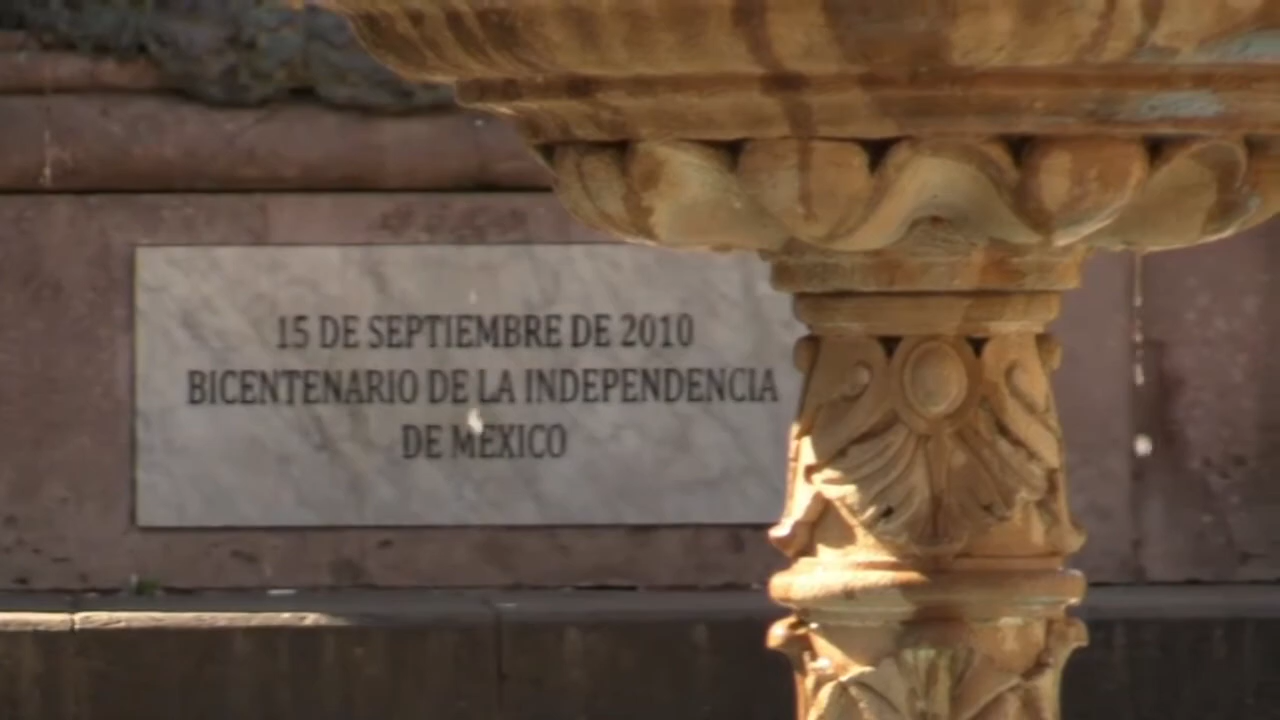 15 DE SEPTIEMBRE DE 2010
BICENTENARIO DE LA INDEPENDENCIA
DE MEXICO